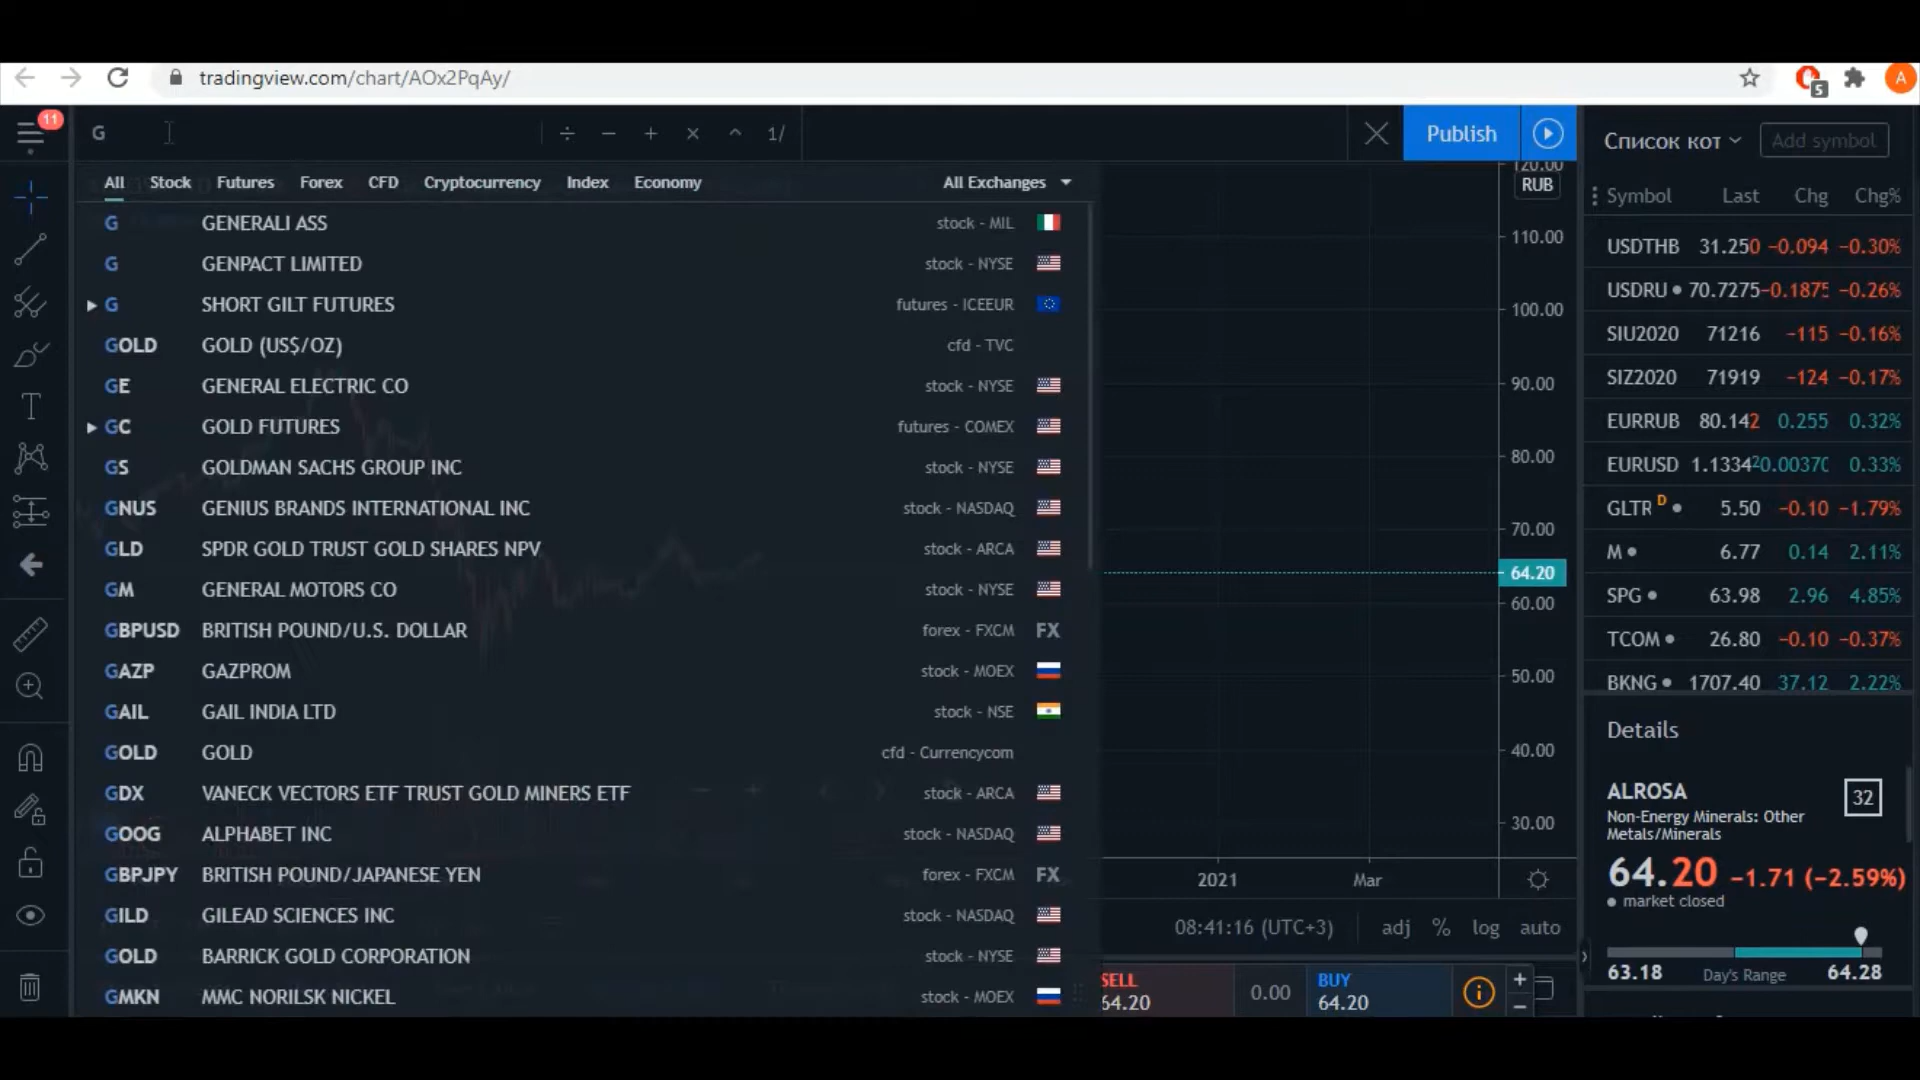 tradingview.com/chart/AOx2PqAy/
5
A
11
G
÷ − + × ^ 1/
Publish
Список кот
Add symbol
All Stock Futures Forex CFD Cryptocurrency Index Economy All Exchanges
G GENERALI ASS stock - MIL
G GENPACT LIMITED stock - NYSE
G SHORT GILT FUTURES futures - ICEEUR
GOLD GOLD (US$/OZ) cfd - TVC
GE GENERAL ELECTRIC CO stock - NYSE
GC GOLD FUTURES futures - COMEX
GS GOLDMAN SACHS GROUP INC stock - NYSE
GNUS GENIUS BRANDS INTERNATIONAL INC stock - NASDAQ
GLD SPDR GOLD TRUST GOLD SHARES NPV stock - ARCA
GM GENERAL MOTORS CO stock - NYSE
GBPUSD BRITISH POUND/U.S. DOLLAR forex - FXCM FX
GAZP GAZPROM stock - MOEX
GAIL GAIL INDIA LTD stock - NSE
GOLD GOLD cfd - Currencycom
GDX VANECK VECTORS ETF TRUST GOLD MINERS ETF stock - ARCA
GOOG ALPHABET INC stock - NASDAQ
GBPJPY BRITISH POUND/JAPANESE YEN forex - FXCM FX
GILD GILEAD SCIENCES INC stock - NASDAQ
GOLD BARRICK GOLD CORPORATION stock - NYSE
GMKN MMC NORILSK NICKEL stock - MOEX
120.00
RUB
110.00
100.00
90.00
80.00
70.00
64.20
60.00
50.00
40.00
30.00
2021 Mar
08:41:16 (UTC+3) adj % log auto
SELL
64.20
0.00
BUY
64.20
Symbol Last Chg Chg%
USDTHB 31.250 −0.094 −0.30%
USDRU 70.7275 −0.1875 −0.26%
SIU2020 71216 −115 −0.16%
SIZ2020 71919 −124 −0.17%
EURRUB 80.142 0.255 0.32%
EURUSD 1.13342 0.00370 0.33%
GLTR D 5.50 −0.10 −1.79%
M 6.77 0.14 2.11%
SPG 63.98 2.96 4.85%
TCOM 26.80 −0.10 −0.37%
BKNG 1707.40 37.12 2.22%
Details
ALROSA
32
Non-Energy Minerals: Other
Metals/Minerals
64.20 −1.71 (−2.59%)
market closed
63.18 Day's Range 64.28